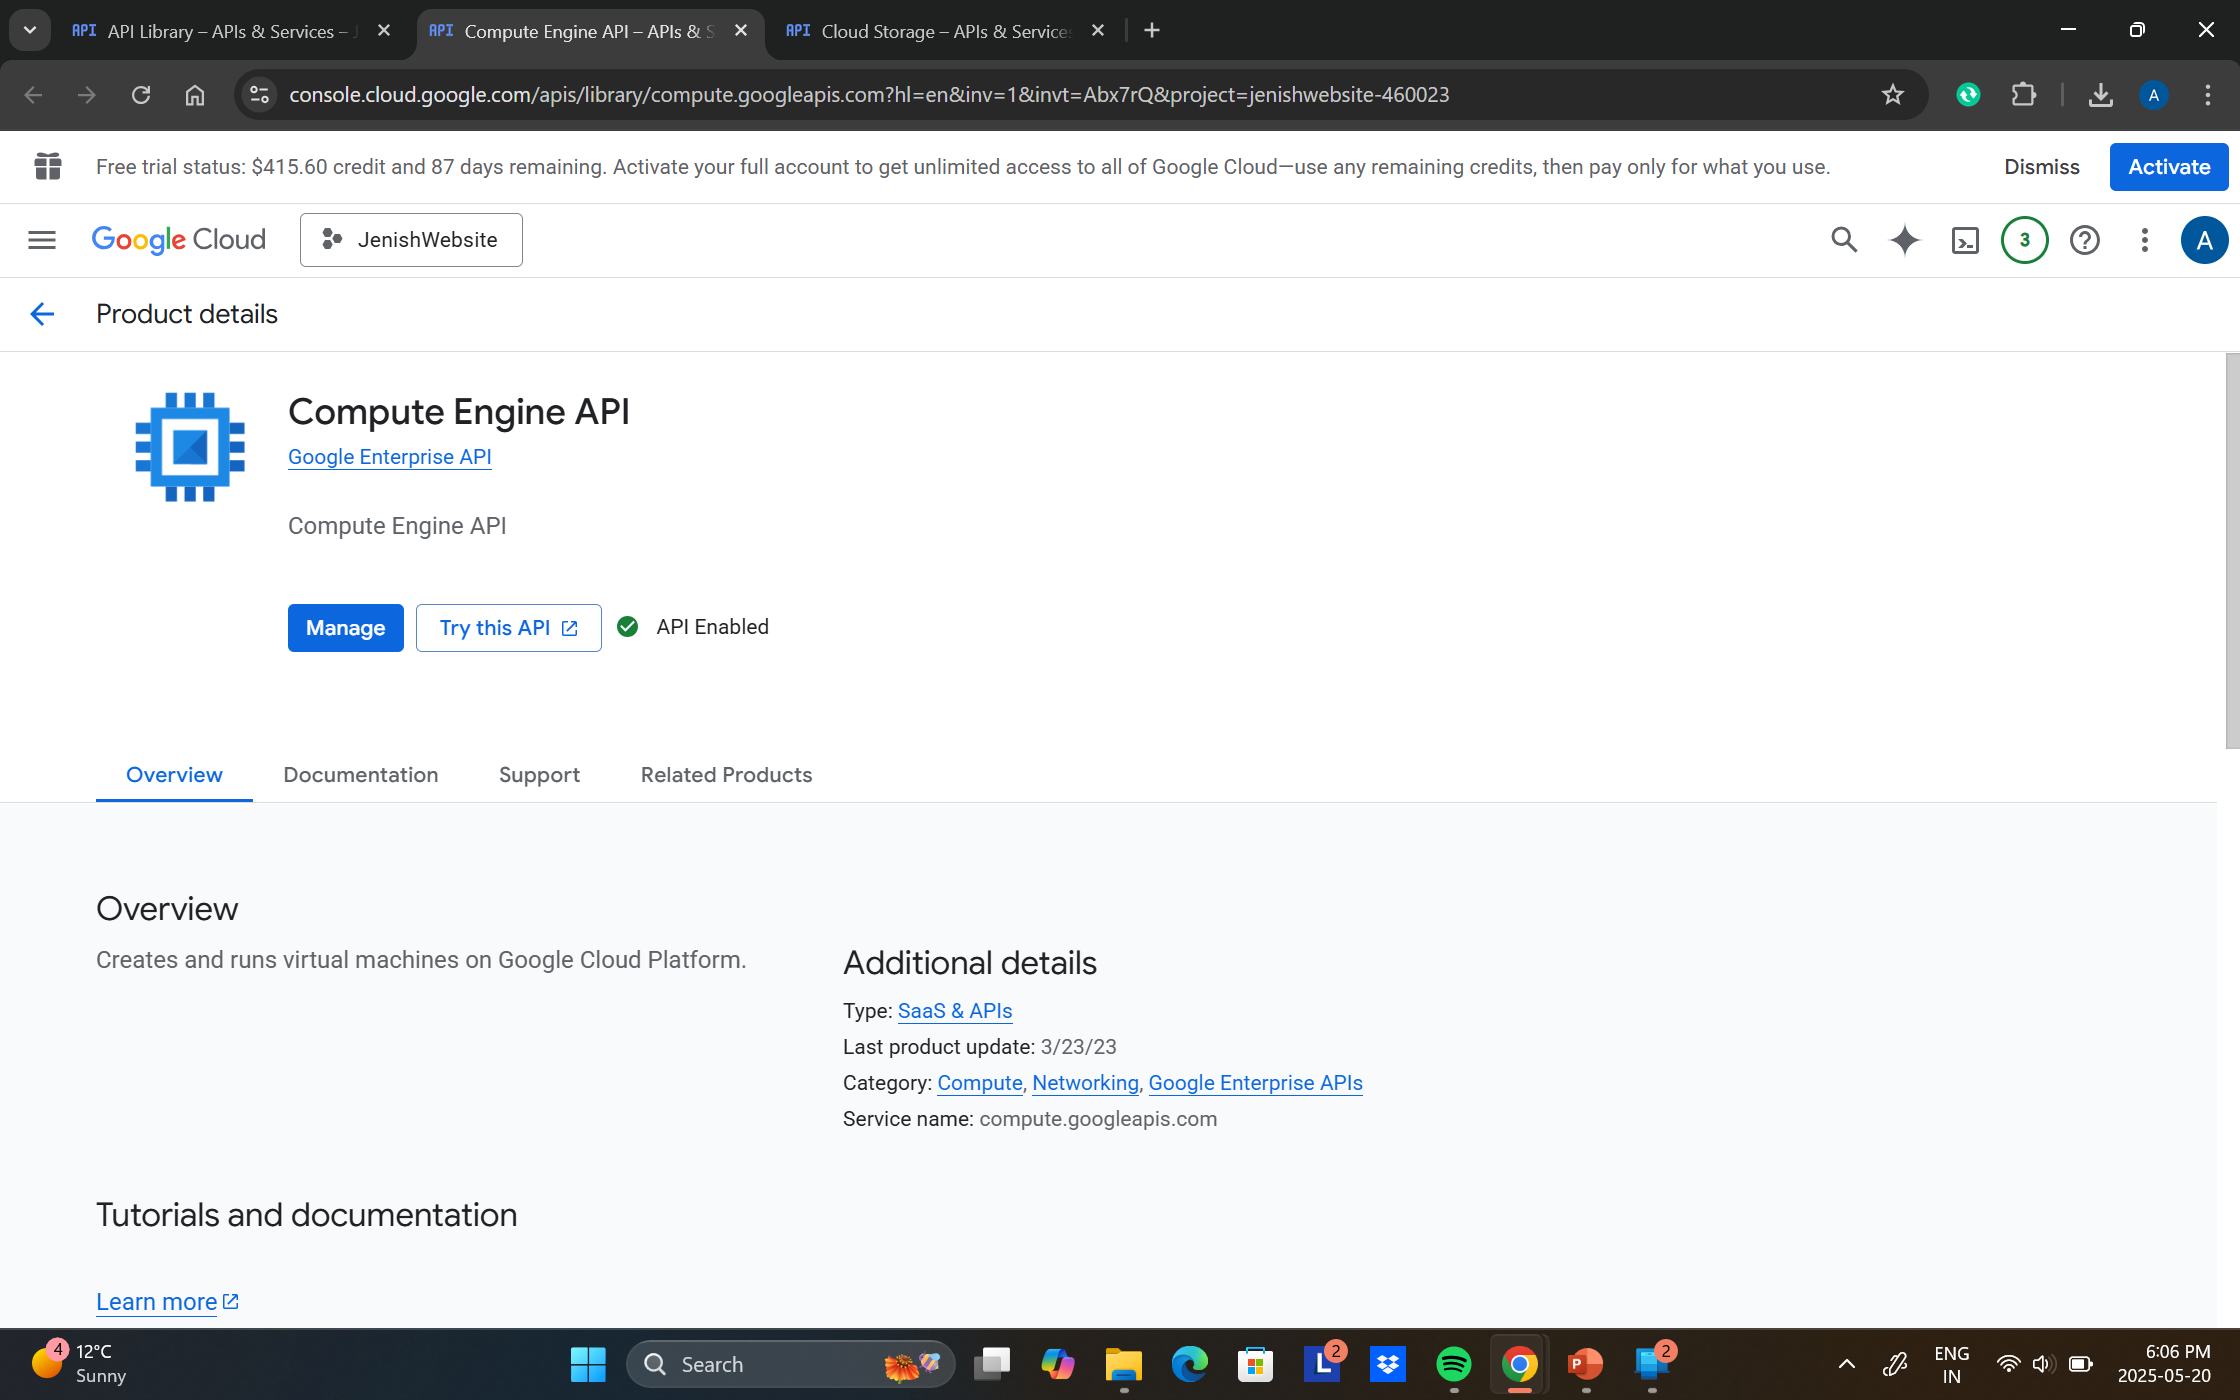 API API Library – APIs & Services – J
API Compute Engine API – APIs & S
API Cloud Storage – APIs & Services
console.cloud.google.com/apis/library/compute.googleapis.com?hl=en&inv=1&invt=Abx7rQ&project=jenishwebsite-460023
A
Free trial status: $415.60 credit and 87 days remaining. Activate your full account to get unlimited access to all of Google Cloud—use any remaining credits, then pay only for what you use.
Dismiss
Activate
Google Cloud
JenishWebsite
3
A
Product details
Compute Engine API
Google Enterprise API
Compute Engine API
Manage
Try this API
API Enabled
Overview
Documentation
Support
Related Products
Overview
Creates and runs virtual machines on Google Cloud Platform.
Additional details
Type: SaaS & APIs
Last product update: 3/23/23
Category: Compute, Networking, Google Enterprise APIs
Service name: compute.googleapis.com
Tutorials and documentation
Learn more
4
12°C
Sunny
Search
L
2
P
2
ENG
IN
6:06 PM
2025-05-20